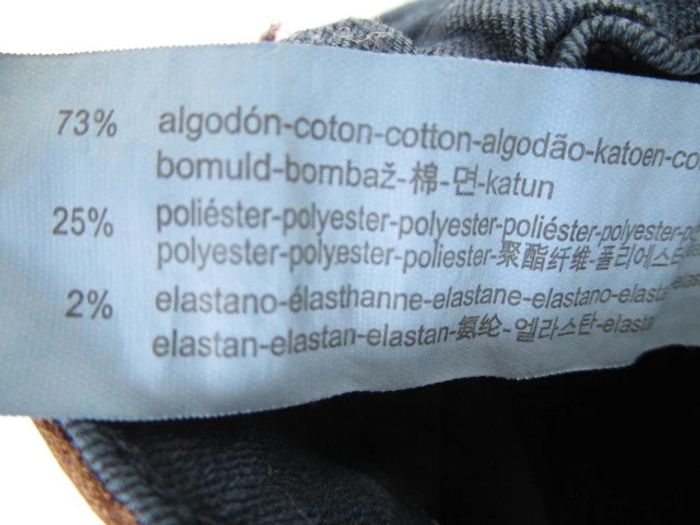 73% algodón-coton-cotton-algodão-katoen-co
bomuld-bombaž-棉-면-katun
25% poliéster-polyester-polyester-poliéster-polyester-
polyester-polyester-poliester-聚酯纤维-폴리에스
2% elastano-élasthanne-elastane-elastano-elasta
elastan-elastan-elastan-氨纶-엘라스탄-elasta